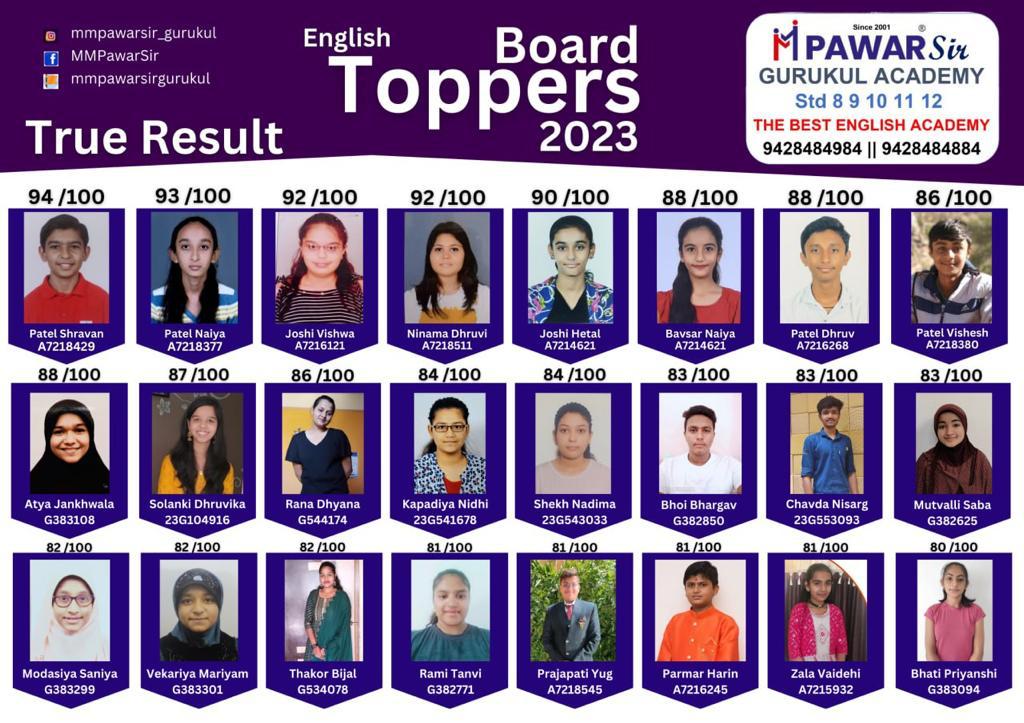 mmpawarsir_gurukul
MMPawarSir
mmpawarsirgurukul
True Result
English
Board
Toppers
2023
Since 2001 ®
M PAWAR Sir
GURUKUL ACADEMY
Std 8 9 10 11 12
THE BEST ENGLISH ACADEMY
9428484984 || 9428484884
94 /100 93 /100 92 /100 92 /100 90 /100 88 /100 88 /100 86 /100
Patel Shravan Patel Naiya Joshi Vishwa Ninama Dhruvi Joshi Hetal Bavsar Naiya Patel Dhruv Patel Vishesh
A7218429 A7218377 A7216121 A7218511 A7214621 A7214621 A7216268 A7218380
88 /100 87 /100 86 /100 84 /100 84 /100 83 /100 83 /100 83 /100
Atya Jankhwala Solanki Dhruvika Rana Dhyana Kapadiya Nidhi Shekh Nadima Bhoi Bhargav Chavda Nisarg Mutvalli Saba
G383108 23G104916 G544174 23G541678 23G543033 G382850 23G553093 G382625
82 /100 82 /100 82 /100 81 /100 81 /100 81 /100 81 /100 80 /100
Modasiya Saniya Vekariya Mariyam Thakor Bijal Rami Tanvi Prajapati Yug Parmar Harin Zala Vaidehi Bhati Priyanshi
G383299 G383301 G534078 G382771 A7218545 A7216245 A7215932 G383094